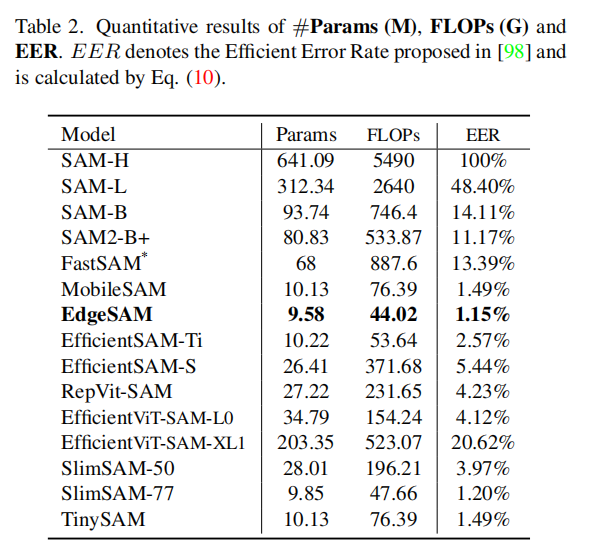 Table 2. Quantitative results of #Params (M), FLOPs (G) and
EER. EER denotes the Efficient Error Rate proposed in [98] and
is calculated by Eq. (10).
Model Params FLOPs EER
SAM-H 641.09 5490 100%
SAM-L 312.34 2640 48.40%
SAM-B 93.74 746.4 14.11%
SAM2-B+ 80.83 533.87 11.17%
FastSAM* 68 887.6 13.39%
MobileSAM 10.13 76.39 1.49%
EdgeSAM 9.58 44.02 1.15%
EfficientSAM-Ti 10.22 53.64 2.57%
EfficientSAM-S 26.41 371.68 5.44%
RepVit-SAM 27.22 231.65 4.23%
EfficientViT-SAM-L0 34.79 154.24 4.12%
EfficientViT-SAM-XL1 203.35 523.07 20.62%
SlimSAM-50 28.01 196.21 3.97%
SlimSAM-77 9.85 47.66 1.20%
TinySAM 10.13 76.39 1.49%